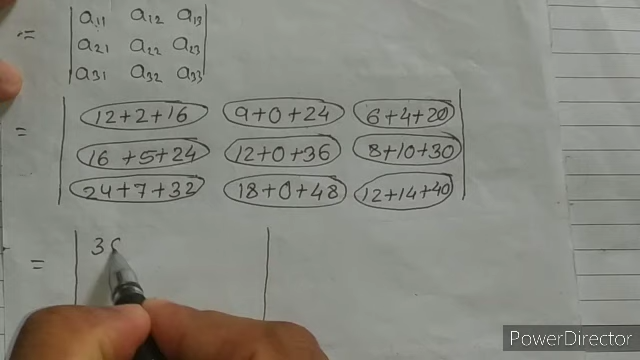 := | a₁₁ a₁₂ a₁₃ |
| a₂₁ a₂₂ a₂₃ |
| a₃₁ a₃₂ a₃₃ |
= | 12+2+16 9+0+24 6+4+20 |
| 16+5+24 12+0+36 8+10+30 |
| 24+7+32 18+0+48 12+14+40 |
= | 3
PowerDirector